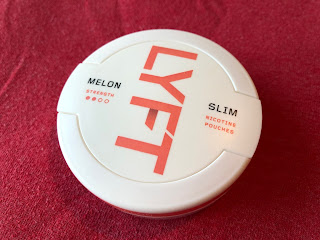 MELON
STRENGTH
LYFT
SLIM
NICOTINE
POUCHES